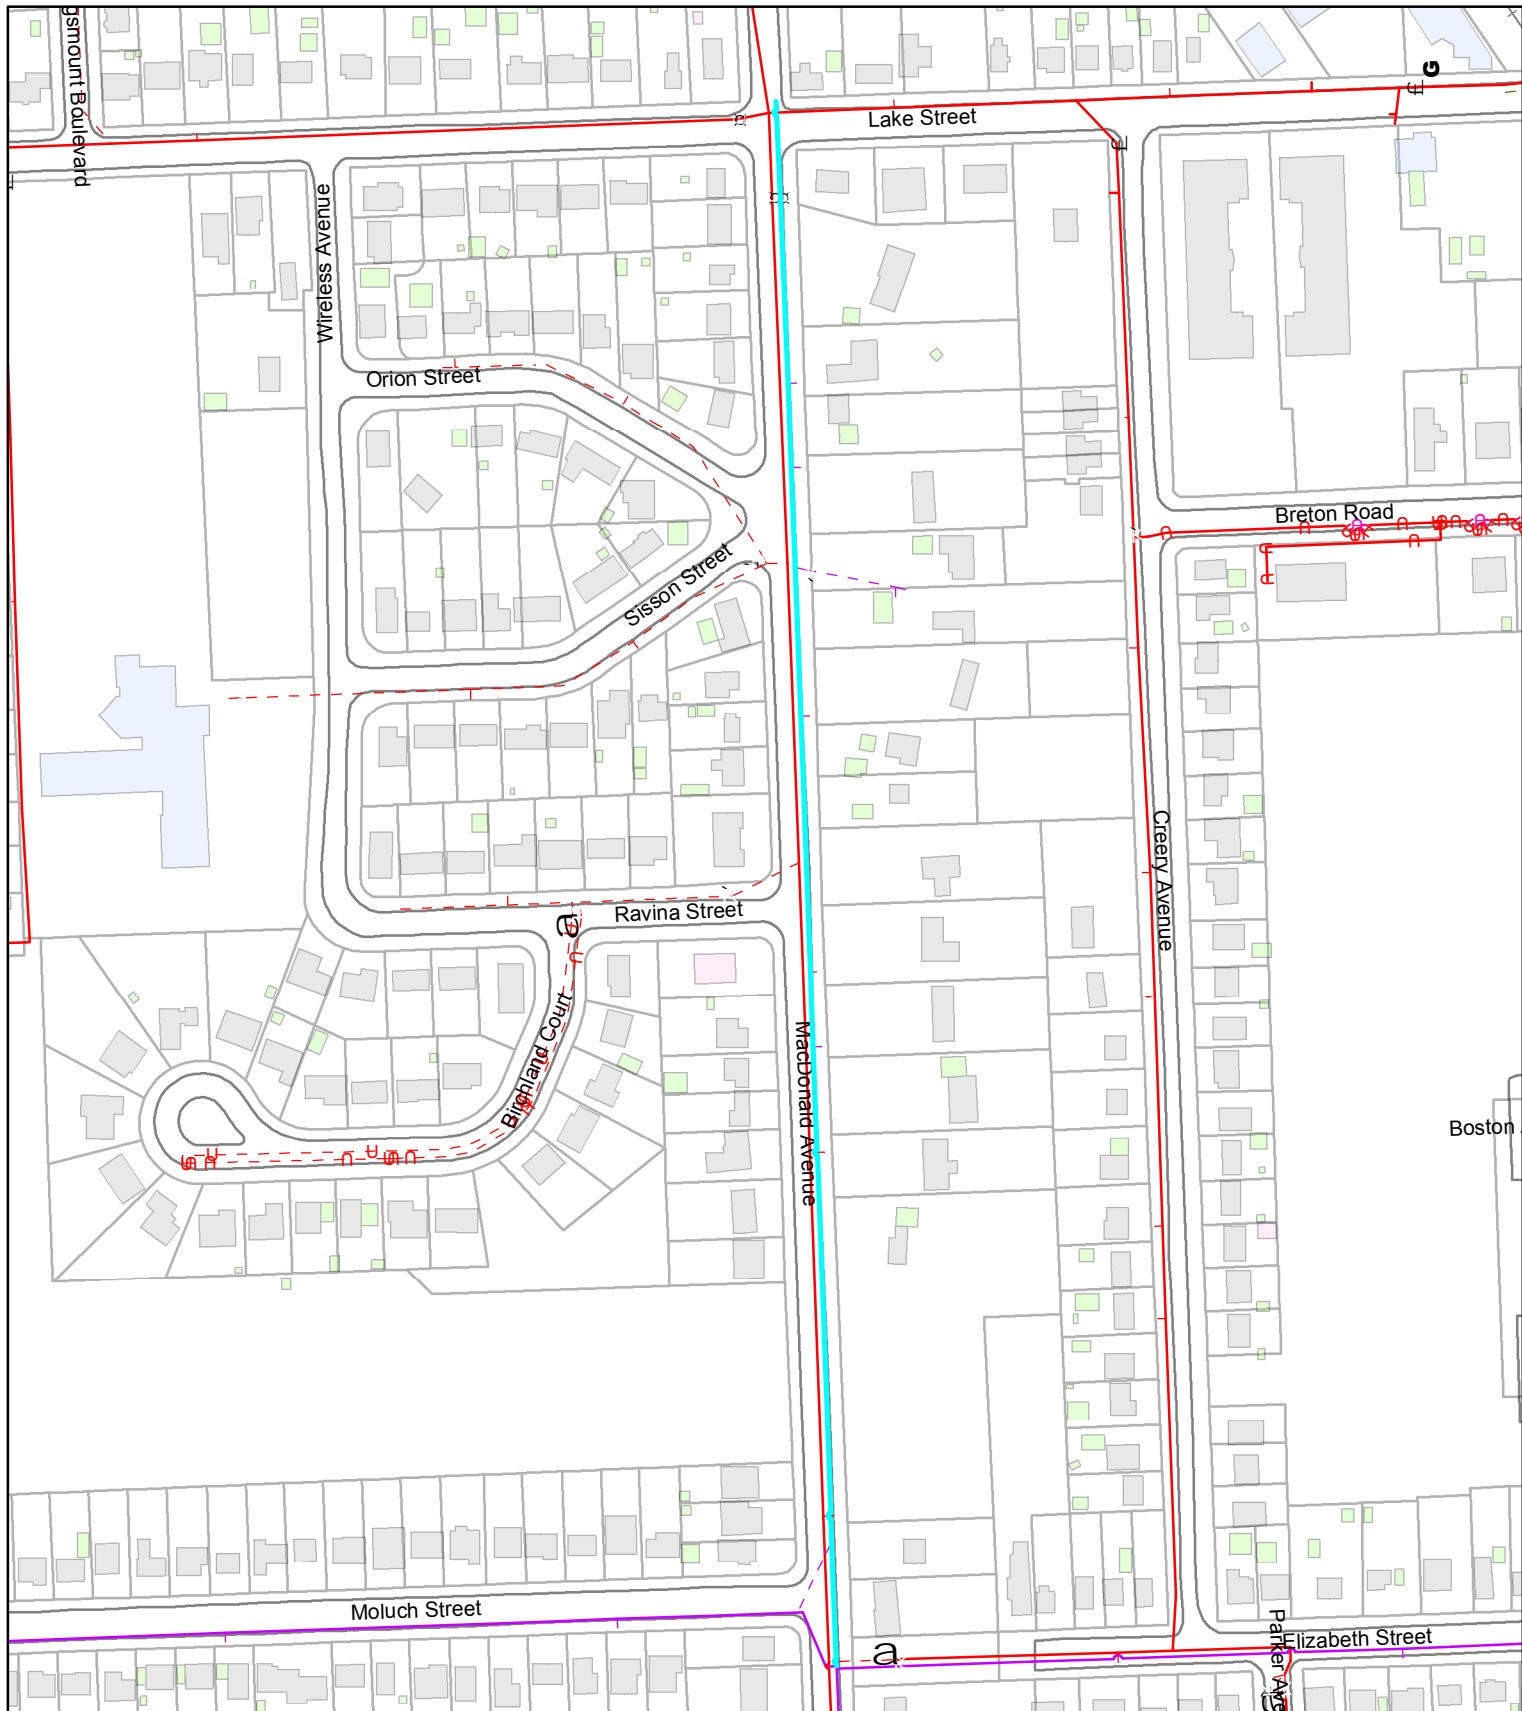 gsmount Boulevard
G
Lake Street
Wireless Avenue
Orion Street
Breton Road
Sisson Street
Creery Avenue
a
Ravina Street
Birchland Court
MacDonald Avenue
Boston
Moluch Street
a
Elizabeth Street
Parker Ave